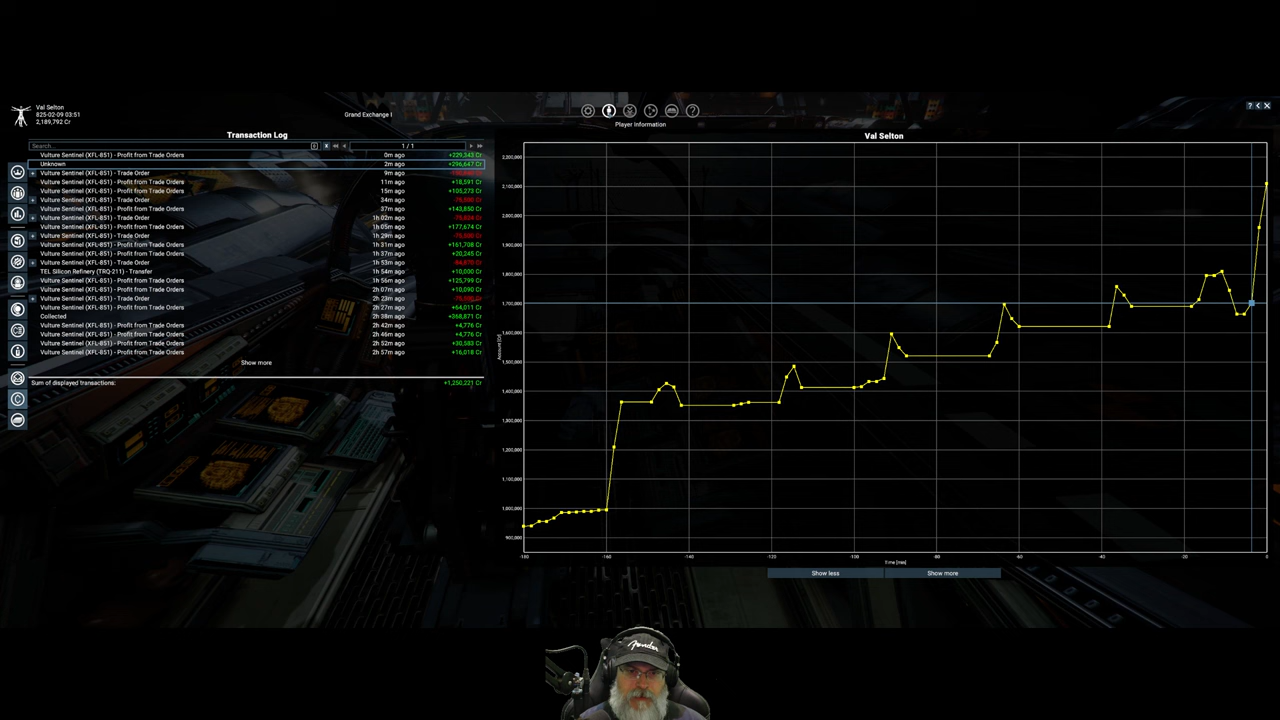 Val Selton
825-02-09 03:51
2,189,792 Cr
Grand Exchange I
Player Information
Transaction Log
Search...
1 / 1
Vulture Sentinel (XFL-851) - Profit from Trade Orders 0m ago +229,343 Cr
Unknown 2m ago +296,647 Cr
Vulture Sentinel (XFL-851) - Trade Order 9m ago
Vulture Sentinel (XFL-851) - Profit from Trade Orders 11m ago +18,591 Cr
Vulture Sentinel (XFL-851) - Profit from Trade Orders 15m ago +105,273 Cr
Vulture Sentinel (XFL-851) - Trade Order 34m ago
Vulture Sentinel (XFL-851) - Profit from Trade Orders 37m ago +143,850 Cr
Vulture Sentinel (XFL-851) - Trade Order 1h 02m ago
Vulture Sentinel (XFL-851) - Profit from Trade Orders 1h 05m ago +177,674 Cr
Vulture Sentinel (XFL-851) - Trade Order 1h 29m ago
Vulture Sentinel (XFL-851) - Profit from Trade Orders 1h 31m ago +161,708 Cr
Vulture Sentinel (XFL-851) - Profit from Trade Orders 1h 37m ago +20,245 Cr
Vulture Sentinel (XFL-851) - Trade Order 1h 53m ago
TEL Silicon Refinery (TRQ-211) - Transfer 1h 54m ago +10,000 Cr
Vulture Sentinel (XFL-851) - Profit from Trade Orders 1h 56m ago +125,799 Cr
Vulture Sentinel (XFL-851) - Profit from Trade Orders 2h 07m ago +10,090 Cr
Vulture Sentinel (XFL-851) - Trade Order 2h 23m ago
Vulture Sentinel (XFL-851) - Profit from Trade Orders 2h 27m ago +64,011 Cr
Collected 2h 38m ago +368,871 Cr
Vulture Sentinel (XFL-851) - Profit from Trade Orders 2h 42m ago +4,776 Cr
Vulture Sentinel (XFL-851) - Profit from Trade Orders 2h 46m ago +4,776 Cr
Vulture Sentinel (XFL-851) - Profit from Trade Orders 2h 52m ago +30,583 Cr
Vulture Sentinel (XFL-851) - Profit from Trade Orders 2h 57m ago +16,018 Cr
Show more
Sum of displayed transactions: +1,250,221 Cr
Val Selton
2,200,000
2,100,000
2,000,000
1,900,000
1,800,000
1,700,000
1,600,000
1,500,000
1,400,000
1,300,000
1,200,000
1,100,000
1,000,000
900,000
Account [Cr]
-180 -160 -140 -120 -100 -80 -60 -40 -20 0
Time [min]
Show less Show more
Fender